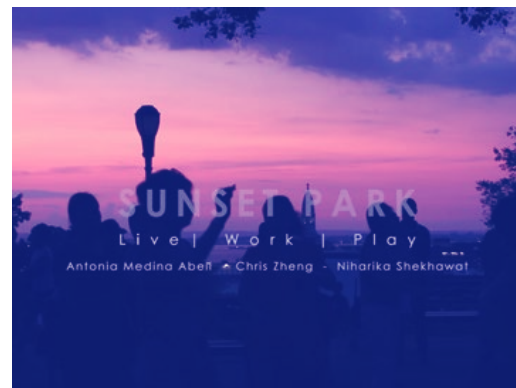 SUNSET PARK
Live | Work | Play
Antonia Medina Abell - Chris Zheng - Niharika Shekhawat